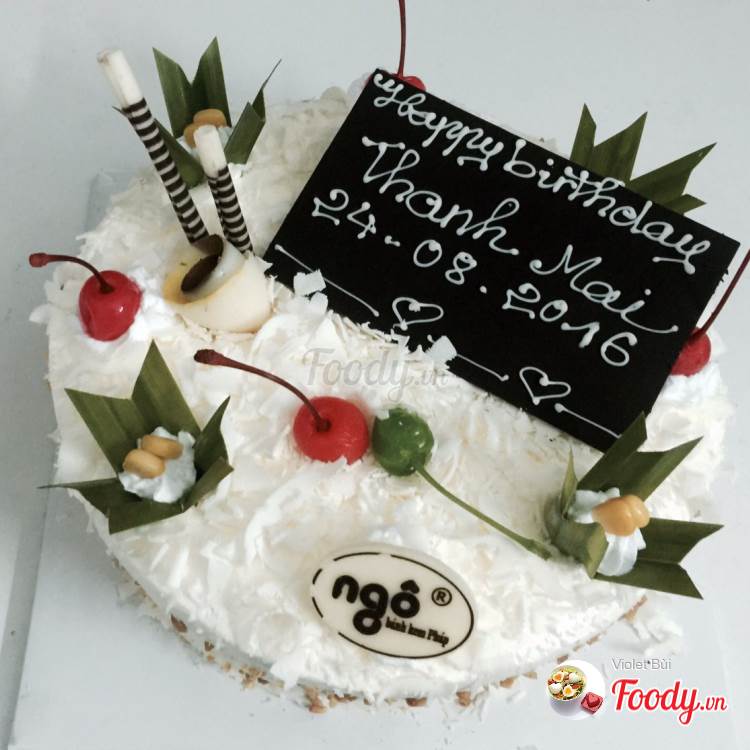 happy birthday
Thanh Mai
24-08.2016
Foody.vn
ngô ®
bánh kem Pháp
Violet Bùi
Foody.vn